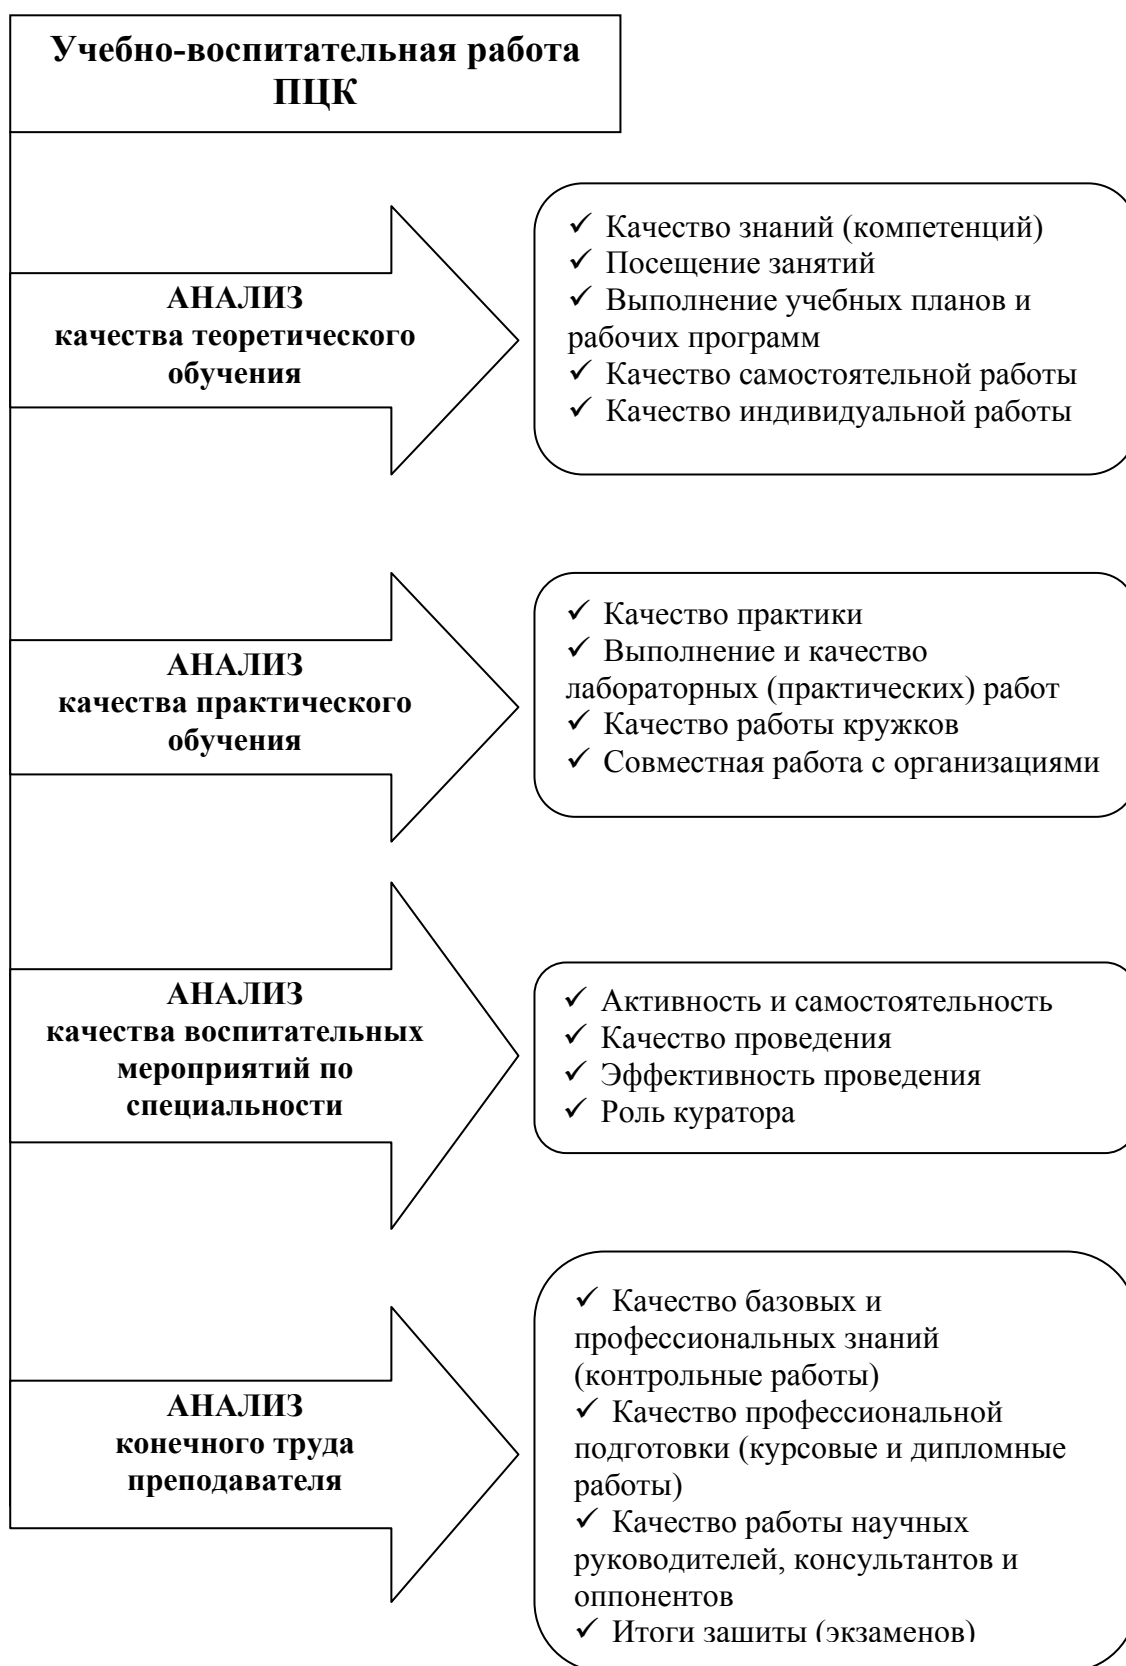 Учебно-воспитательная работа
ПЦК
АНАЛИЗ
качества теоретического
обучения
✓ Качество знаний (компетенций)
✓ Посещение занятий
✓ Выполнение учебных планов и
рабочих программ
✓ Качество самостоятельной работы
✓ Качество индивидуальной работы
АНАЛИЗ
качества практического
обучения
✓ Качество практики
✓ Выполнение и качество
лабораторных (практических) работ
✓ Качество работы кружков
✓ Совместная работа с организациями
АНАЛИЗ
качества воспитательных
мероприятий по
специальности
✓ Активность и самостоятельность
✓ Качество проведения
✓ Эффективность проведения
✓ Роль куратора
АНАЛИЗ
конечного труда
преподавателя
✓ Качество базовых и
профессиональных знаний
(контрольные работы)
✓ Качество профессиональной
подготовки (курсовые и дипломные
работы)
✓ Качество работы научных
руководителей, консультантов и
оппонентов
✓ Итоги зашиты (экзаменов)